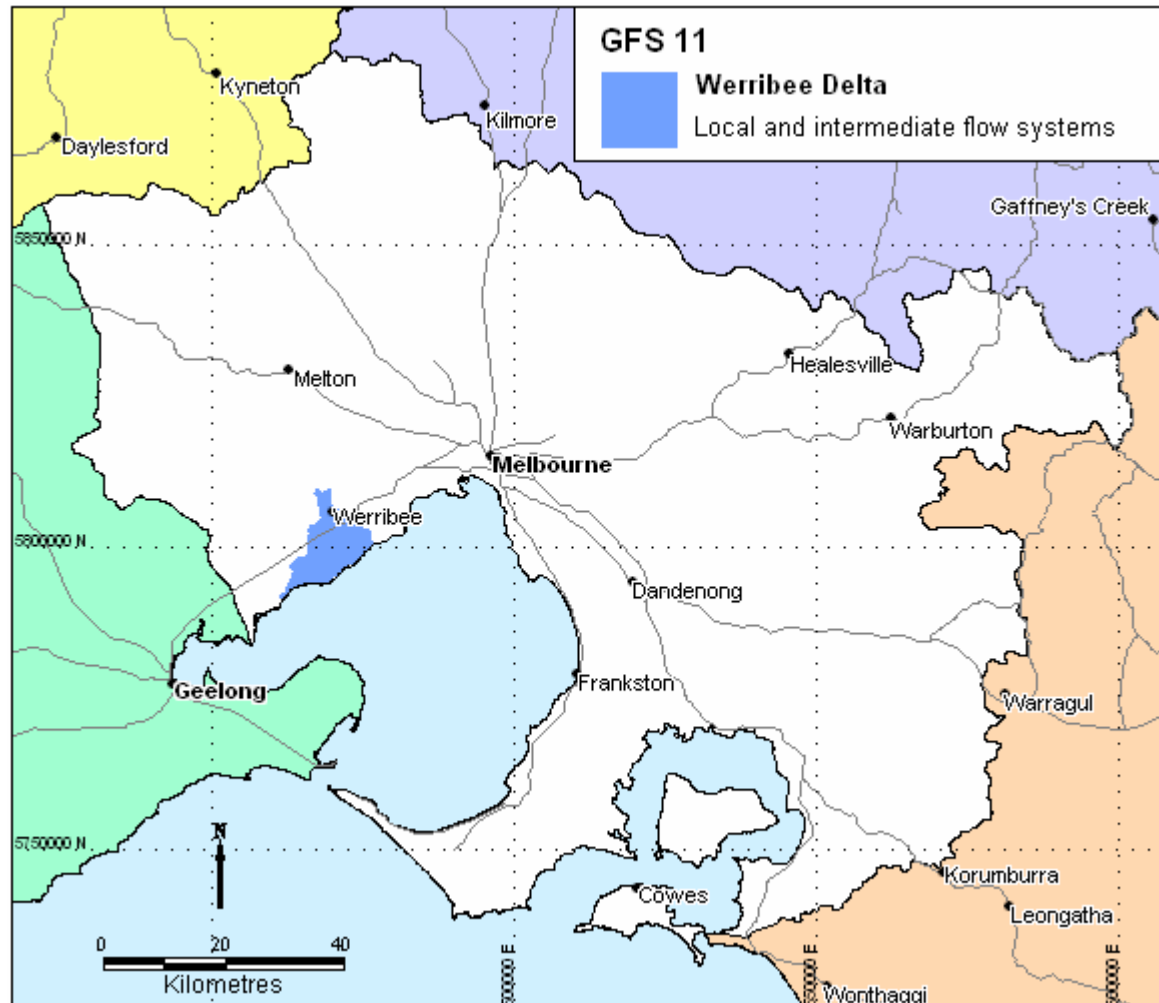 GFS 11
Werribee Delta
Local and intermediate flow systems
Kyneton
Kilmore
Daylesford
Gaffney's Creek
5850000 N
Healesville
Melton
Warburton
Melbourne
Werribee
5800000 N
Dandenong
Frankston
Geelong
Warragul
N
5750000 N
Korumburra
Cowes
Leongatha
0 20 40
Kilometres
Wonthaggi